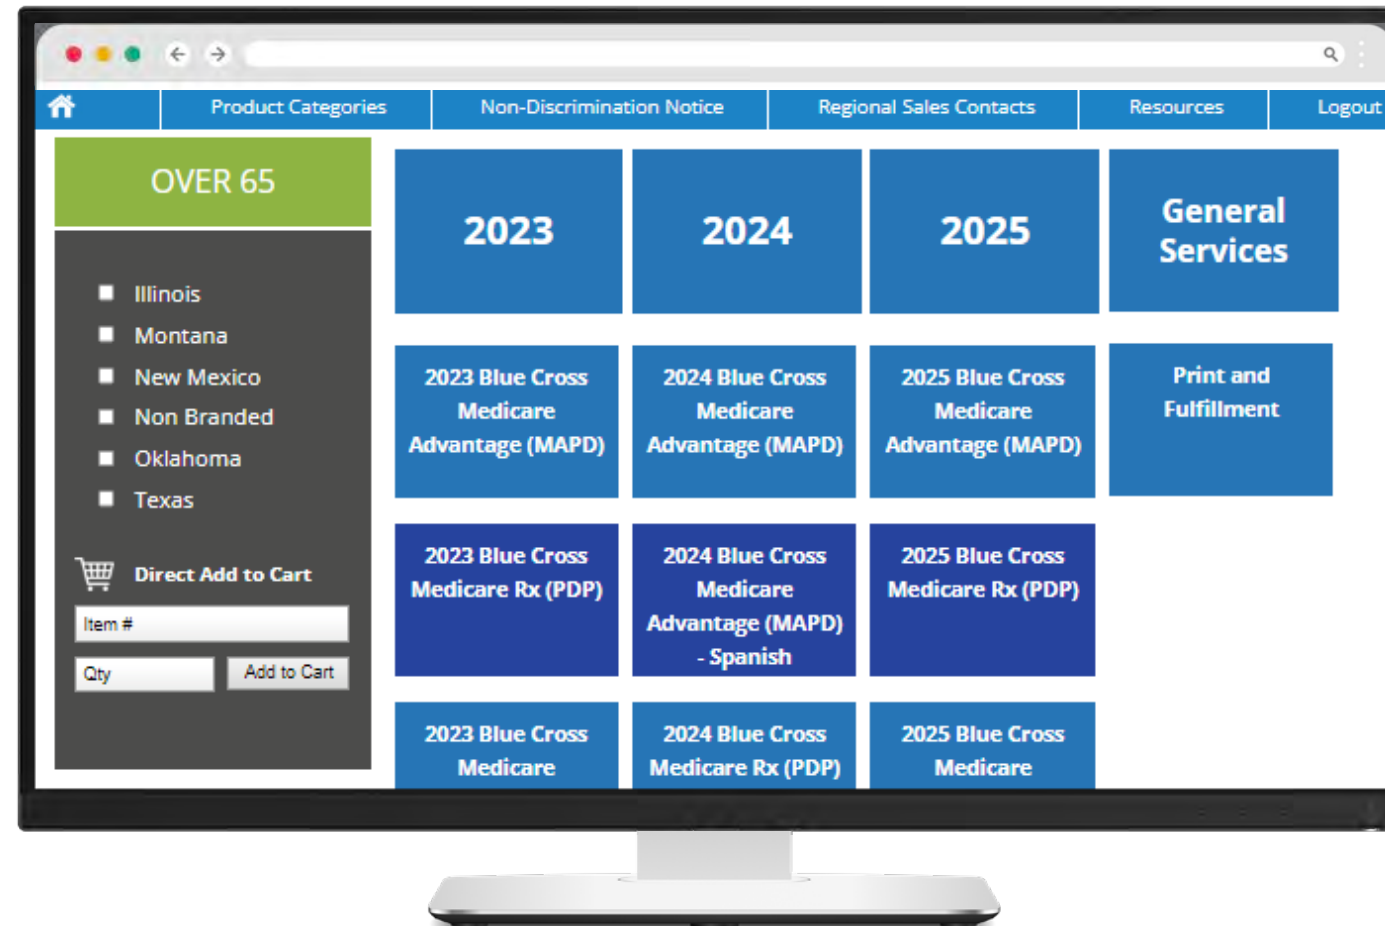 Product Categories
Non-Discrimination Notice
Regional Sales Contacts
Resources
Logout
OVER 65
Illinois
Montana
New Mexico
Non Branded
Oklahoma
Texas
Direct Add to Cart
Item #
Qty
Add to Cart
2023
2024
2025
General
Services
2023 Blue Cross
Medicare
Advantage (MAPD)
2024 Blue Cross
Medicare
Advantage (MAPD)
2025 Blue Cross
Medicare
Advantage (MAPD)
Print and
Fulfillment
2023 Blue Cross
Medicare Rx (PDP)
2024 Blue Cross
Medicare
Advantage (MAPD)
- Spanish
2025 Blue Cross
Medicare Rx (PDP)
2023 Blue Cross
Medicare
2024 Blue Cross
Medicare Rx (PDP)
2025 Blue Cross
Medicare